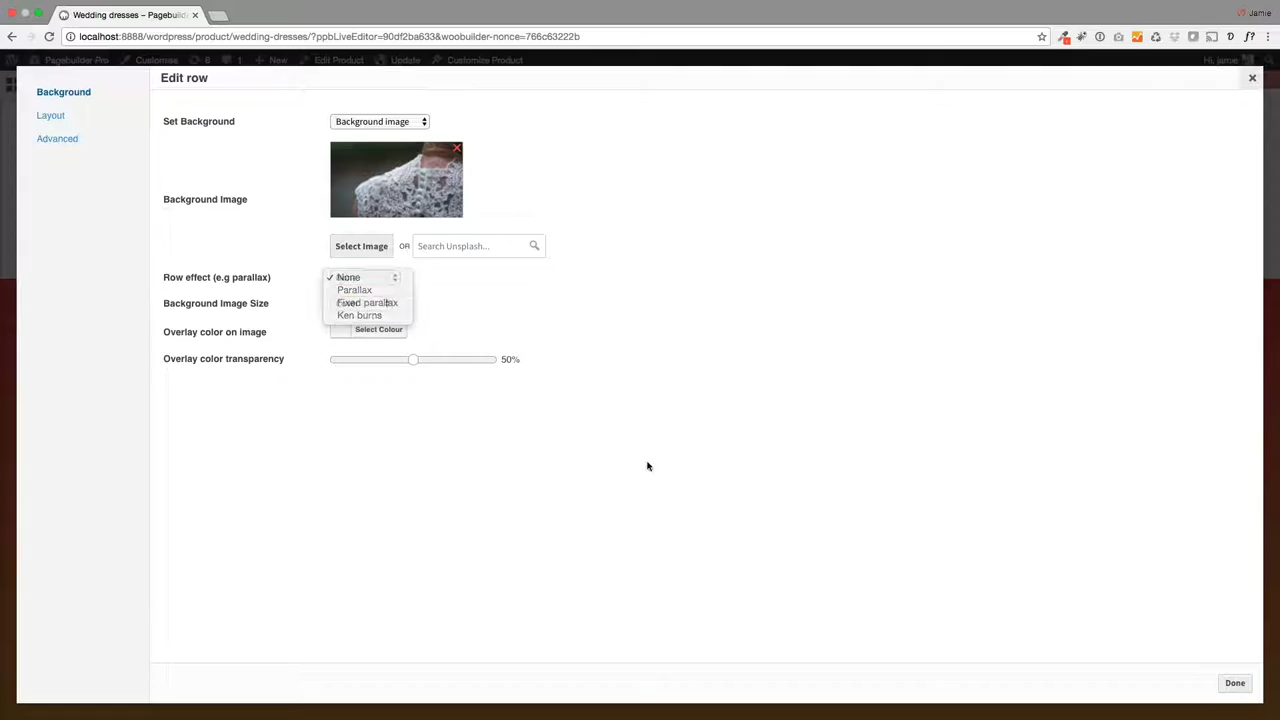 Wedding dresses – Pagebuild
Jamie
localhost:8888/wordpress/product/wedding-dresses/?ppbLiveEditor=90df2ba633&woobuilder-nonce=766c63222b
Pagebuilder Pro Customise 8 1 New Edit Product Update Customize Product Hi, jamie
Edit row
Background
Layout
Advanced
Set Background Background image
Background Image
Select Image OR Search Unsplash...
Row effect (e.g parallax) None
Parallax
Background Image Size Fixed parallax
Ken burns
Overlay color on image Select Colour
Overlay color transparency 50%
Done